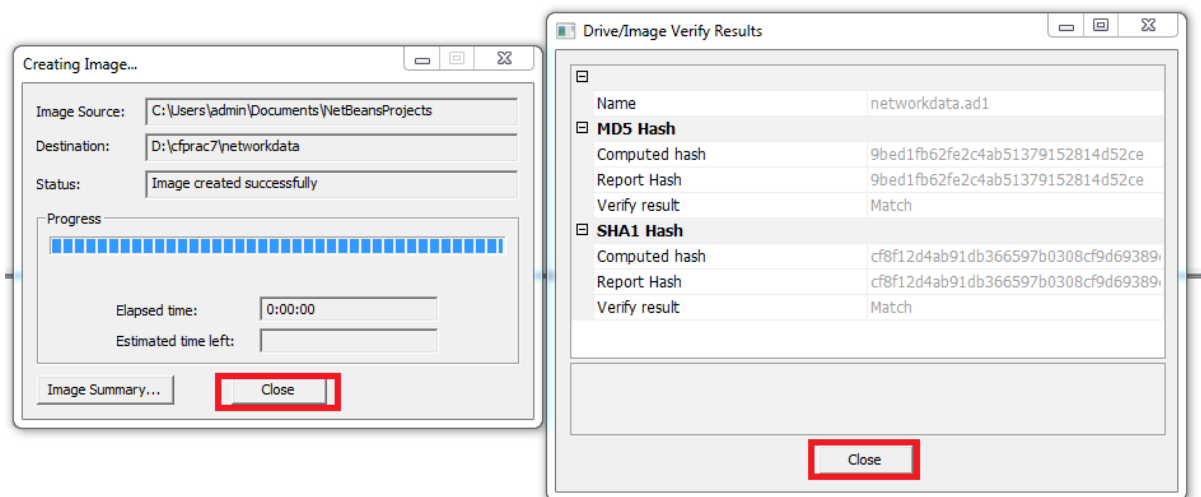 Creating Image...
Image Source: C:\Users\admin\Documents\NetBeansProjects
Destination: D:\cfprac7\networkdata
Status: Image created successfully
Progress
Elapsed time: 0:00:00
Estimated time left:
Image Summary... Close
Drive/Image Verify Results
Name networkdata.ad1
MD5 Hash
Computed hash 9bed1fb62fe2c4ab51379152814d52ce
Report Hash 9bed1fb62fe2c4ab51379152814d52ce
Verify result Match
SHA1 Hash
Computed hash cf8f12d4ab91db366597b0308cf9d69389
Report Hash cf8f12d4ab91db366597b0308cf9d69389
Verify result Match
Close